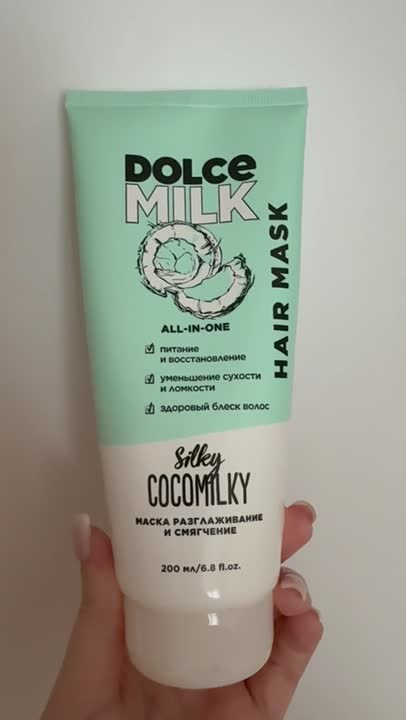 DOLCE
MILK
HAIR MASK
ALL-IN-ONE
питание
и восстановление
уменьшение сухости
и ломкости
здоровый блеск волос
Silky
COCOMILKY
МАСКА РАЗГЛАЖИВАНИЕ
И СМЯГЧЕНИЕ
200 мл/6.8 fl.oz.